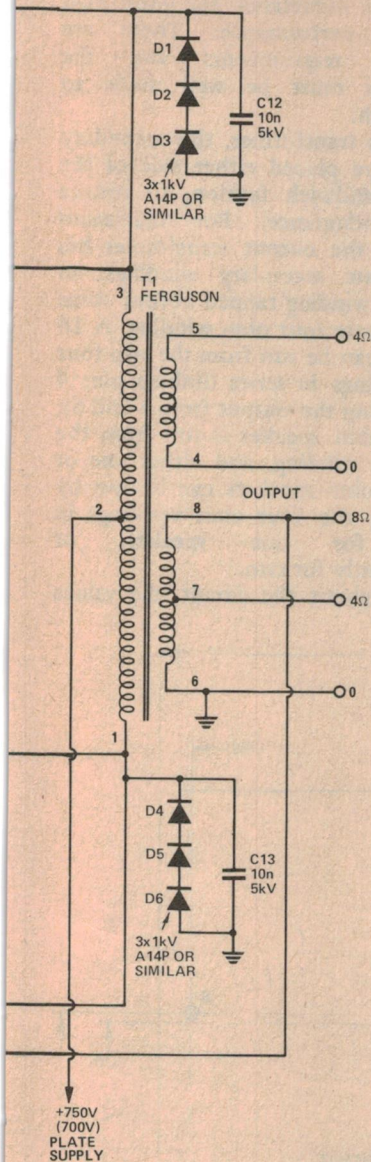 D1
D2
D3
C12
10n
5kV
3x1kV
A14P OR
SIMILAR
3
T1
FERGUSON
5
4Ω
4
0
OUTPUT
2
8
8Ω
7
4Ω
6
0
1
D4
D5
D6
C13
10n
5kV
3x1kV
A14P OR
SIMILAR
+750V
(700V)
PLATE
SUPPLY